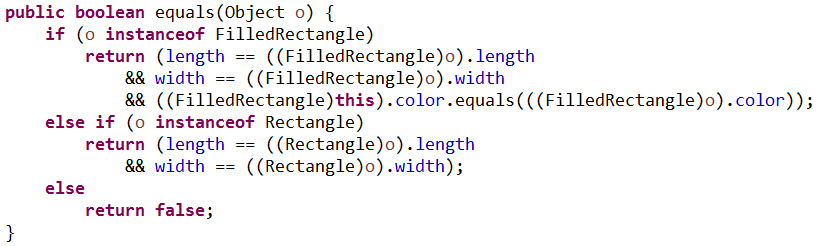 public boolean equals(Object o) {
    if (o instanceof FilledRectangle)
        return (length == ((FilledRectangle)o).length
            && width == ((FilledRectangle)o).width
            && ((FilledRectangle)this).color.equals(((FilledRectangle)o).color));
    else if (o instanceof Rectangle)
        return (length == ((Rectangle)o).length
            && width == ((Rectangle)o).width);
    else
        return false;
}